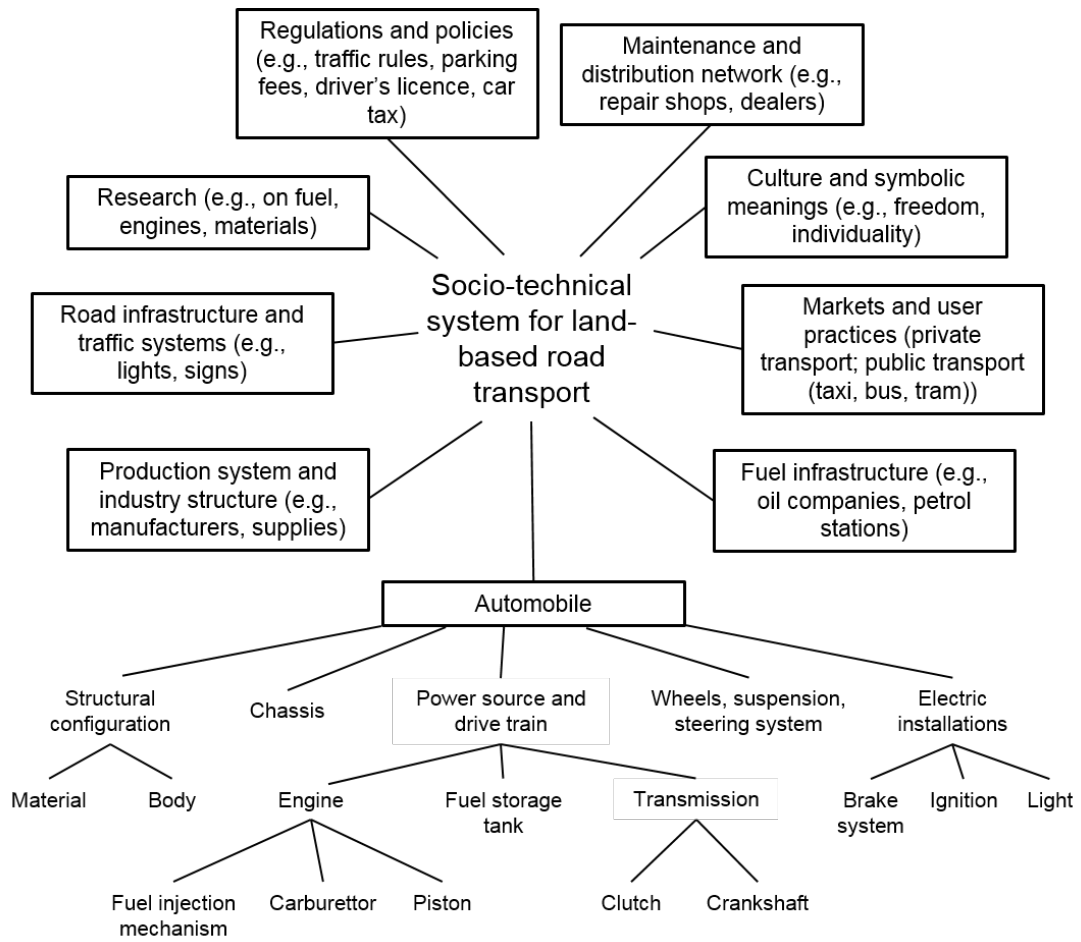 Regulations and policies
(e.g., traffic rules, parking
fees, driver's licence, car
tax)
Maintenance and
distribution network (e.g.,
repair shops, dealers)
Research (e.g., on fuel,
engines, materials)
Culture and symbolic
meanings (e.g., freedom,
individuality)
Socio-technical
system for land-
based road
transport
Road infrastructure and
traffic systems (e.g.,
lights, signs)
Markets and user
practices (private
transport; public transport
(taxi, bus, tram))
Production system and
industry structure (e.g.,
manufacturers, supplies)
Fuel infrastructure (e.g.,
oil companies, petrol
stations)
Automobile
Structural
configuration
Chassis
Power source and
drive train
Wheels, suspension,
steering system
Electric
installations
Material
Body
Engine
Fuel storage
tank
Transmission
Brake
system
Ignition
Light
Fuel injection
mechanism
Carburettor
Piston
Clutch
Crankshaft